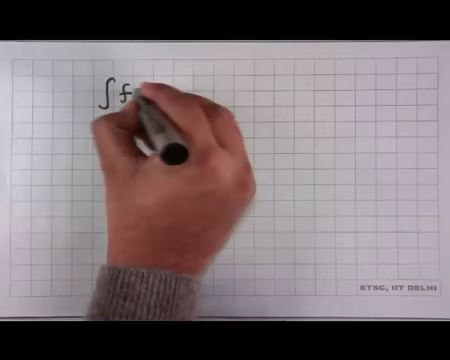 ∫ f
ETSC, IIT DELHI